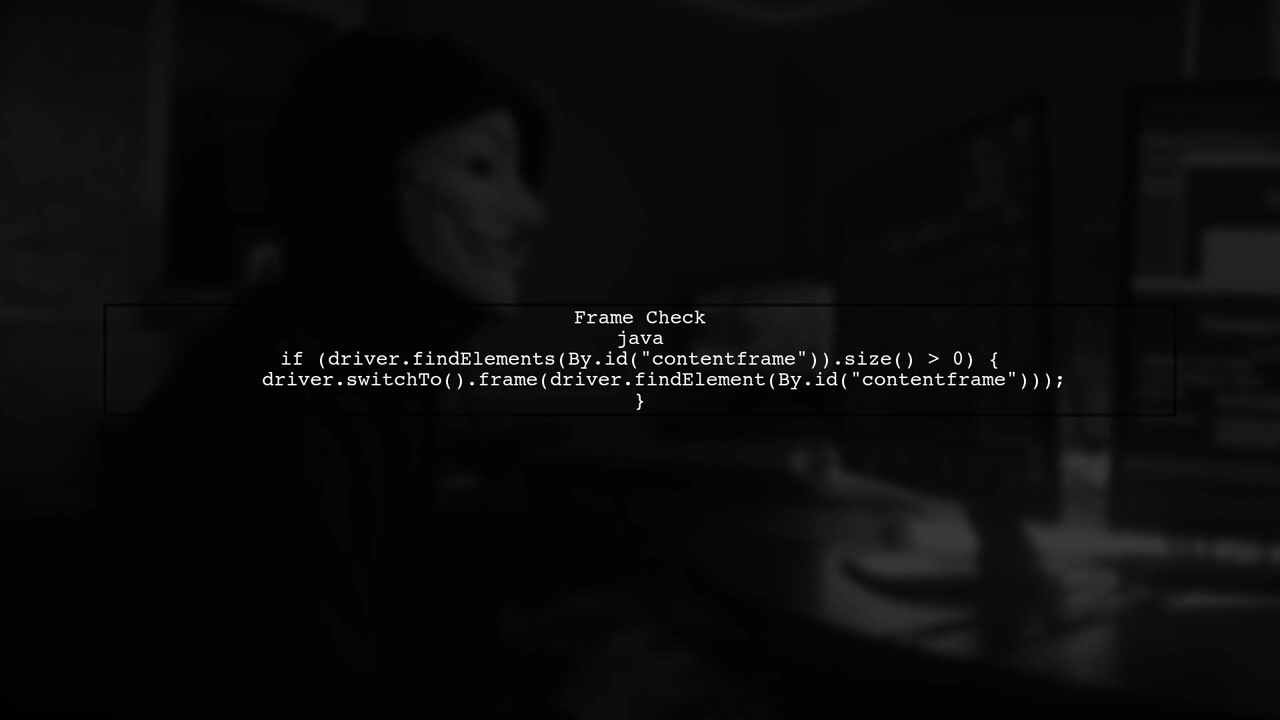 Frame Check
java
if (driver.findElements(By.id("contentframe")).size() > 0) {
driver.switchTo().frame(driver.findElement(By.id("contentframe")));
}